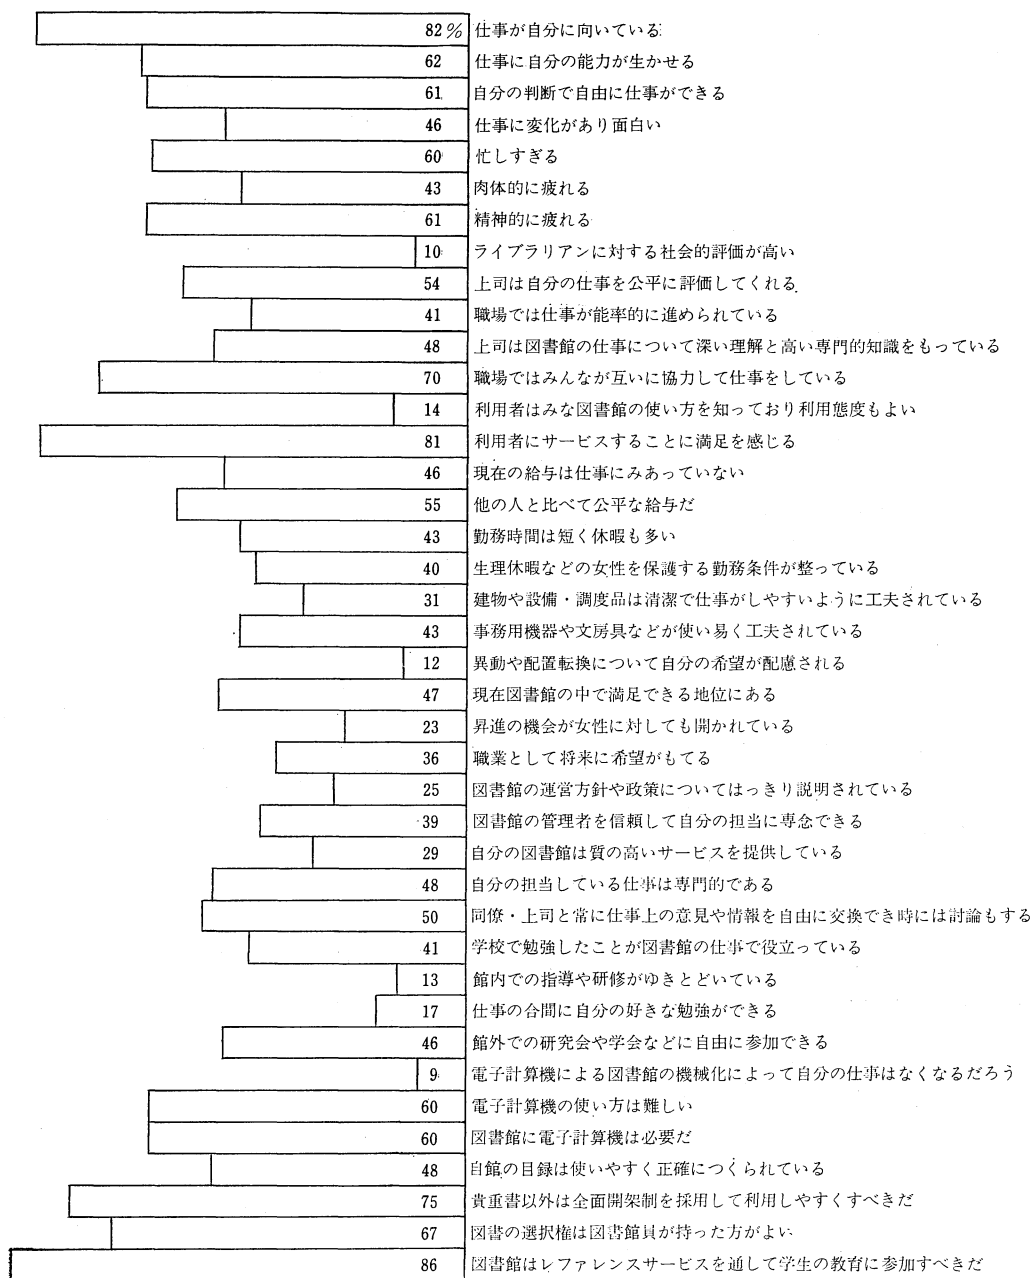 82% 仕事が自分に向いている
62 仕事に自分の能力が生かせる
61 自分の判断で自由に仕事ができる
46 仕事に変化があり面白い
60 忙しすぎる
43 肉体的に疲れる
61 精神的に疲れる
10 ライブラリアンに対する社会的評価が高い
54 上司は自分の仕事を公平に評価してくれる
41 職場では仕事が能率的に進められている
48 上司は図書館の仕事について深い理解と高い専門的知識をもっている
70 職場ではみんなが互いに協力して仕事をしている
14 利用者はみな図書館の使い方を知っており利用態度もよい
81 利用者にサービスすることに満足を感じる
46 現在の給与は仕事にみあっていない
55 他の人と比べて公平な給与だ
43 勤務時間は短く休暇も多い
40 生理休暇などの女性を保護する勤務条件が整っている
31 建物や設備・調度品は清潔で仕事がしやすいように工夫されている
43 事務用機器や文房具などが使い易く工夫されている
12 異動や配置転換について自分の希望が配慮される
47 現在図書館の中で満足できる地位にある
23 昇進の機会が女性に対しても開かれている
36 職業として将来に希望がもてる
25 図書館の運営方針や政策についてはっきり説明されている
39 図書館の管理者を信頼して自分の担当に専念できる
29 自分の図書館は質の高いサービスを提供している
48 自分の担当している仕事は専門的である
50 同僚・上司と常に仕事上の意見や情報を自由に交換でき時には討論もする
41 学校で勉強したことが図書館の仕事で役立っている
13 館内での指導や研修がゆきとどいている
17 仕事の合間に自分の好きな勉強ができる
46 館外での研究会や学会などに自由に参加できる
9 電子計算機による図書館の機械化によって自分の仕事はなくなるだろう
60 電子計算機の使い方は難しい
60 図書館に電子計算機は必要だ
48 自館の目録は使いやすく正確につくられている
75 貴重書以外は全面開架制を採用して利用しやすくすべきだ
67 図書の選択権は図書館員が持った方がよい
86 図書館はレファレンスサービスを通して学生の教育に参加すべきだ